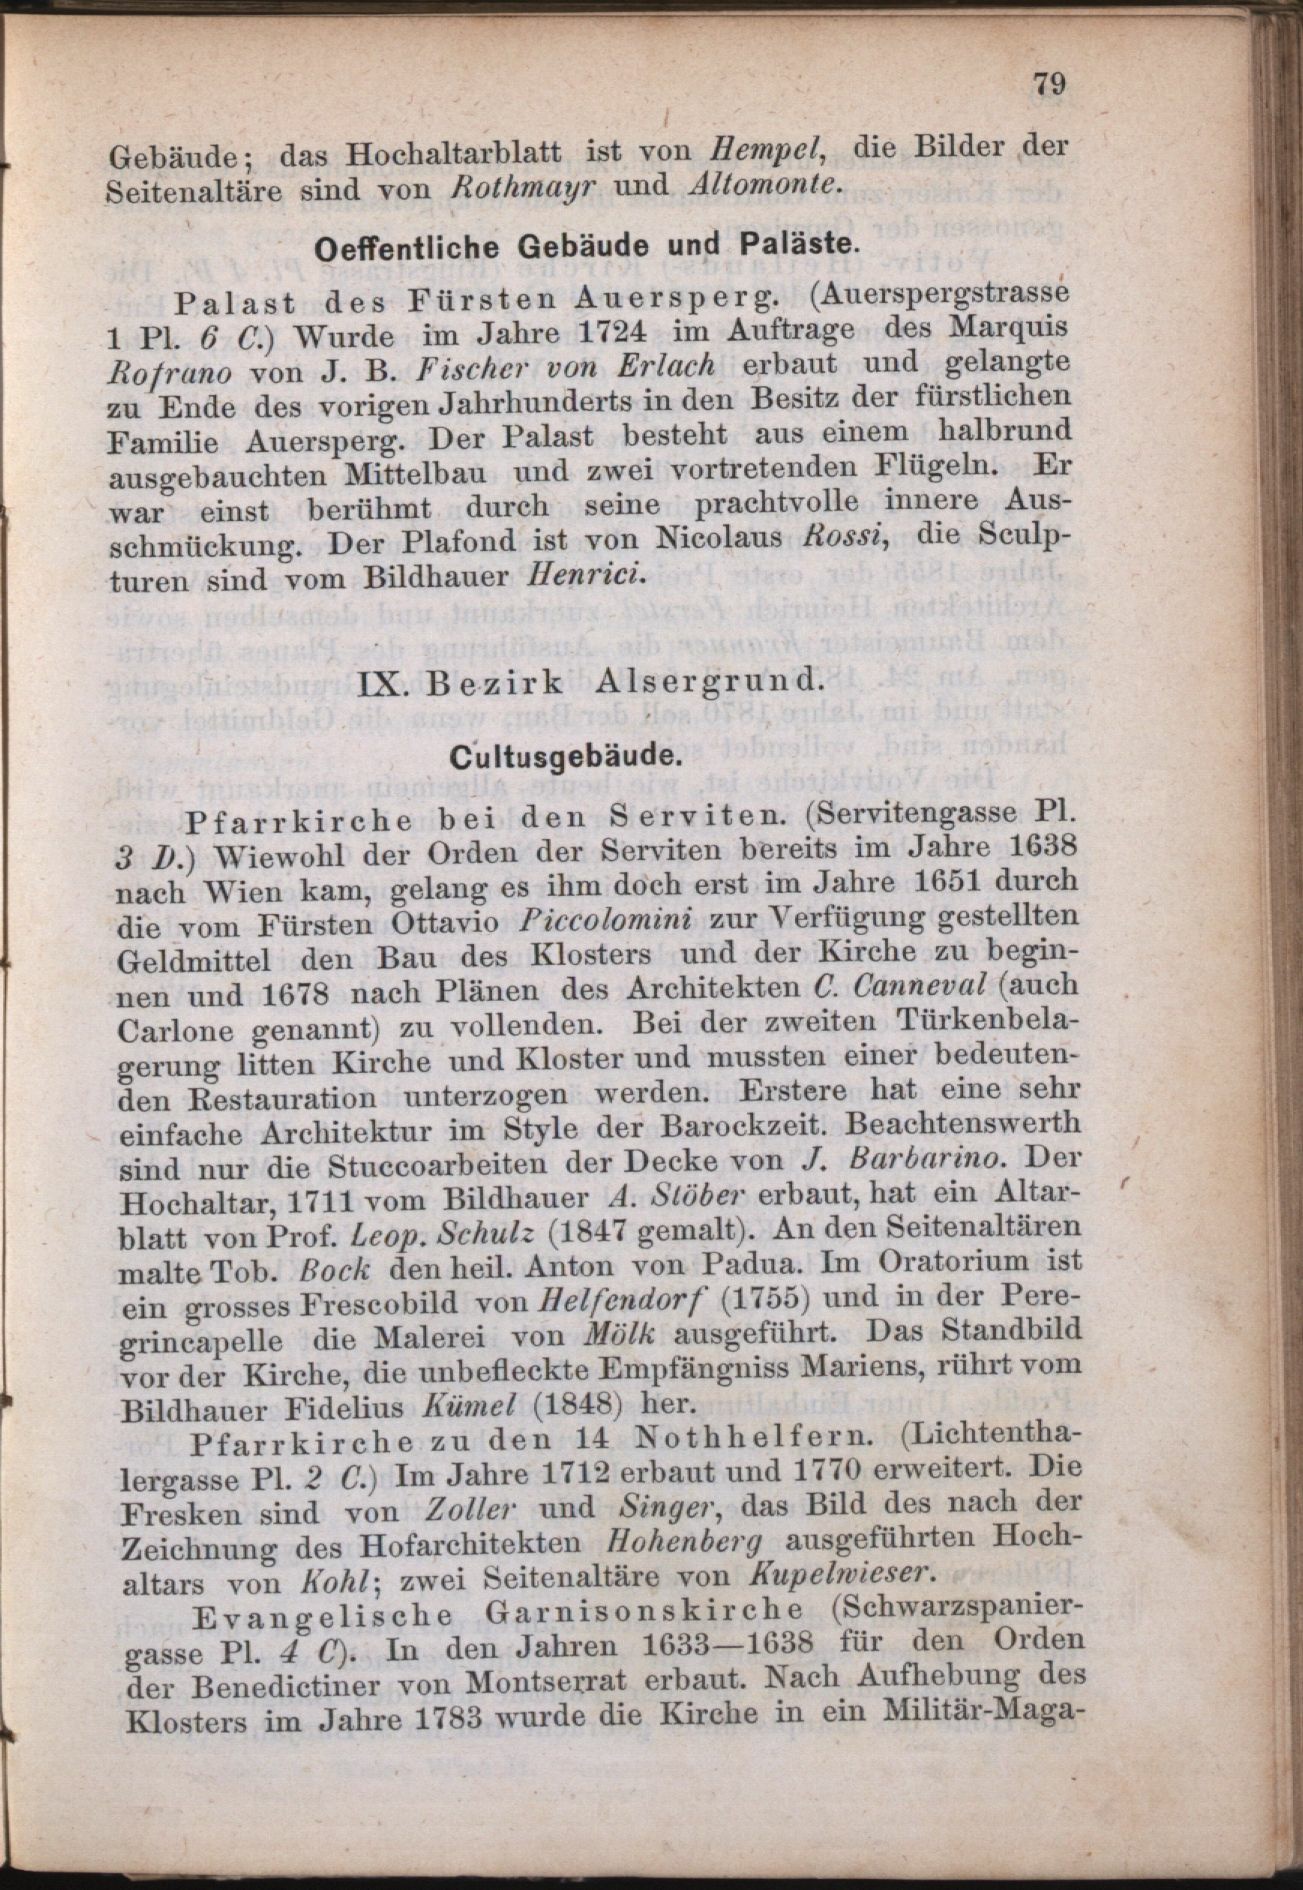 79
Gebäude; das Hochaltarblatt ist von Hempel, die Bilder der
Seitenaltäre sind von Rothmayr und Altomonte.
Oeffentliche Gebäude und Paläste.
Palast des Fürsten Auersperg. (Auerspergstrasse
1 Pl. 6 C.) Wurde im Jahre 1724 im Auftrage des Marquis
Rofrano von J. B. Fischer von Erlach erbaut und gelangte
zu Ende des vorigen Jahrhunderts in den Besitz der fürstlichen
Familie Auersperg. Der Palast besteht aus einem halbrund
ausgebauchten Mittelbau und zwei vortretenden Flügeln. Er
war einst berühmt durch seine prachtvolle innere Aus-
schmückung. Der Plafond ist von Nicolaus Rossi, die Sculp-
turen sind vom Bildhauer Henrici.
IX. Bezirk Alsergrund.
Cultusgebäude.
Pfarrkirche bei den Serviten. (Servitengasse Pl.
3 D.) Wiewohl der Orden der Serviten bereits im Jahre 1638
nach Wien kam, gelang es ihm doch erst im Jahre 1651 durch
die vom Fürsten Ottavio Piccolomini zur Verfügung gestellten
Geldmittel den Bau des Klosters und der Kirche zu begin-
nen und 1678 nach Plänen des Architekten C. Canneval (auch
Carlone genannt) zu vollenden. Bei der zweiten Türkenbela-
gerung litten Kirche und Kloster und mussten einer bedeuten-
den Restauration unterzogen werden. Erstere hat eine sehr
einfache Architektur im Style der Barockzeit. Beachtenswerth
sind nur die Stuccoarbeiten der Decke von J. Barbarino. Der
Hochaltar, 1711 vom Bildhauer A. Stöber erbaut, hat ein Altar-
blatt von Prof. Leop. Schulz (1847 gemalt). An den Seitenaltären
malte Tob. Bock den heil. Anton von Padua. Im Oratorium ist
ein grosses Frescobild von Helfendorf (1755) und in der Pere-
grincapelle die Malerei von Mölk ausgeführt. Das Standbild
vor der Kirche, die unbefleckte Empfängniss Mariens, rührt vom
Bildhauer Fidelius Kümel (1848) her.
Pfarrkirche zu den 14 Nothhelfern. (Lichtentha-
lergasse Pl. 2 C.) Im Jahre 1712 erbaut und 1770 erweitert. Die
Fresken sind von Zoller und Singer, das Bild des nach der
Zeichnung des Hofarchitekten Hohenberg ausgeführten Hoch-
altars von Kohl; zwei Seitenaltäre von Kupelwieser.
Evangelische Garnisonskirche (Schwarzspanier-
gasse Pl. 4 C). In den Jahren 1633—1638 für den Orden
der Benedictiner von Montserrat erbaut. Nach Aufhebung des
Klosters im Jahre 1783 wurde die Kirche in ein Militär-Maga-